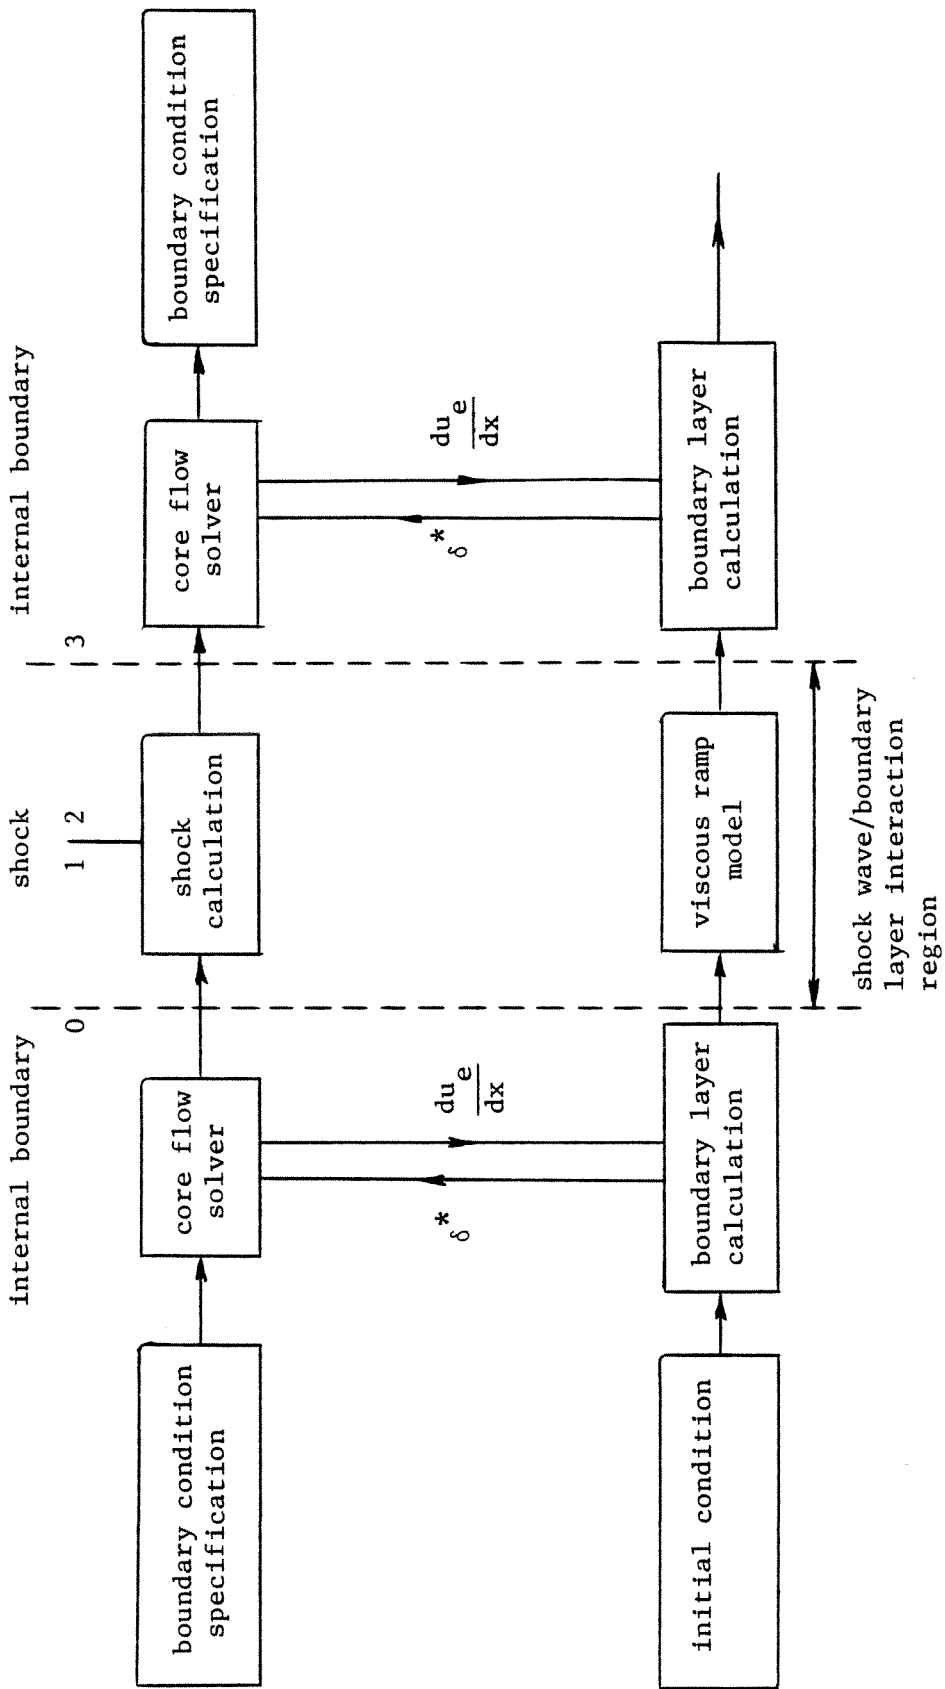 internal boundary
shock
internal boundary
0
1
2
3
boundary condition
specification
core flow
solver
shock
calculation
core flow
solver
boundary condition
specification
δ*
du_e
dx
δ*
du_e
dx
initial condition
boundary layer
calculation
viscous ramp
model
boundary layer
calculation
shock wave/boundary
layer interaction
region